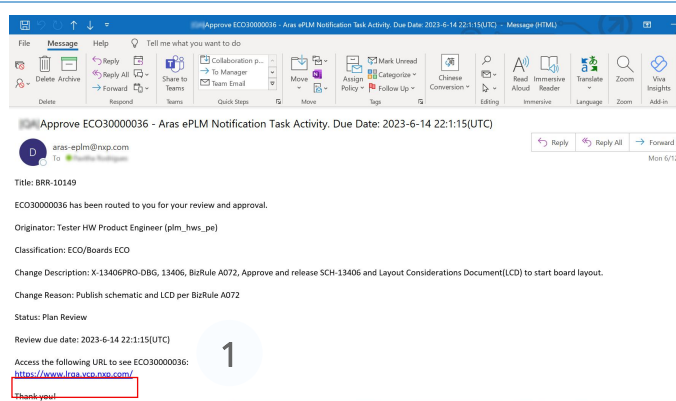 Approve ECO30000036 - Aras ePLM Notification Task Activity. Due Date: 2023-6-14 22:1:15(UTC) - Message (HTML)
File Message Help Tell me what you want to do
Delete Archive
Reply
Reply All
Forward
Share to Teams
Collaboration p...
To Manager
Team Email
Move
Assign Policy
Mark Unread
Categorize
Follow Up
Chinese Conversion
Read Aloud
Immersive Reader
Translate
Zoom
Viva Insights
Delete Respond Teams Quick Steps Move Tags Editing Immersive Language Zoom Add-in
Approve ECO30000036 - Aras ePLM Notification Task Activity. Due Date: 2023-6-14 22:1:15(UTC)
D
aras-eplm@nxp.com
To
Reply Reply All Forward
Mon 6/12
Title: BRR-10149
ECO30000036 has been routed to you for your review and approval.
Originator: Tester HW Product Engineer (plm_hws_pe)
Classification: ECO/Boards ECO
Change Description: X-13406PRO-DBG, 13406, BizRule A072, Approve and release SCH-13406 and Layout Considerations Document(LCD) to start board layout.
Change Reason: Publish schematic and LCD per BizRule A072
Status: Plan Review
Review due date: 2023-6-14 22:1:15(UTC)
1
Access the following URL to see ECO30000036:
https://www.lrqa.vcp.nxp.com/
Thank you!